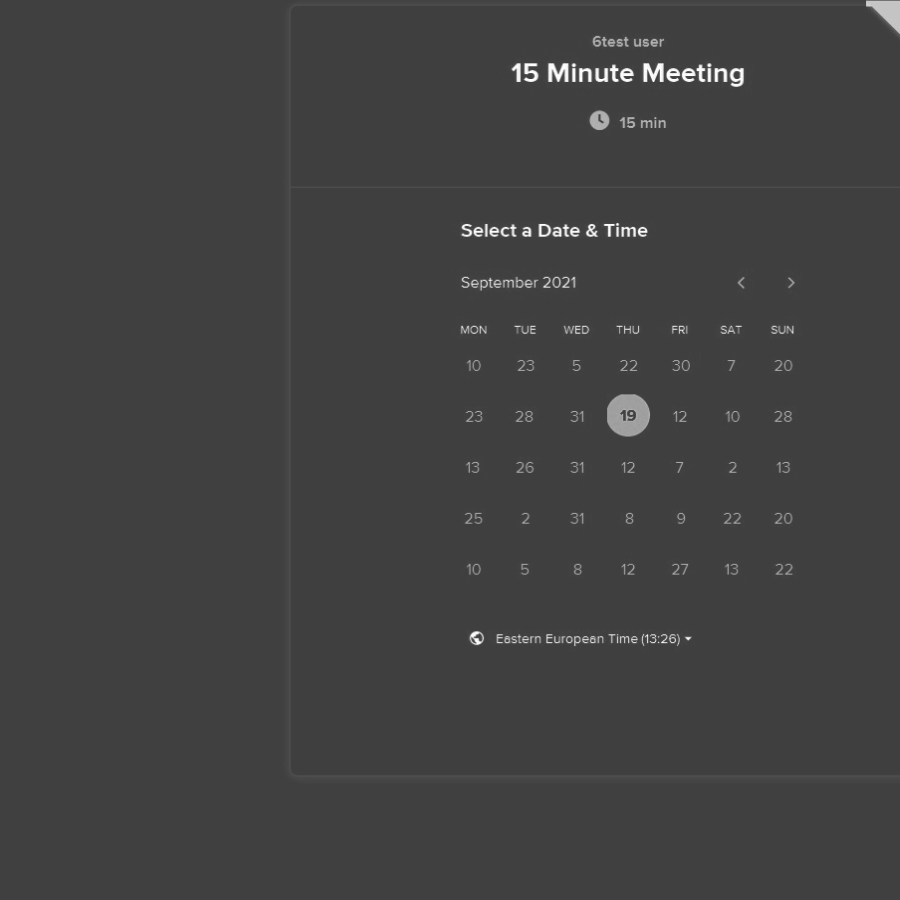 6test user
15 Minute Meeting
15 min
Select a Date & Time
September 2021
MON TUE WED THU FRI SAT SUN
10 23 5 22 30 7 20
23 28 31 19 12 10 28
13 26 31 12 7 2 13
25 2 31 8 9 22 20
10 5 8 12 27 13 22
Eastern European Time (13:26)